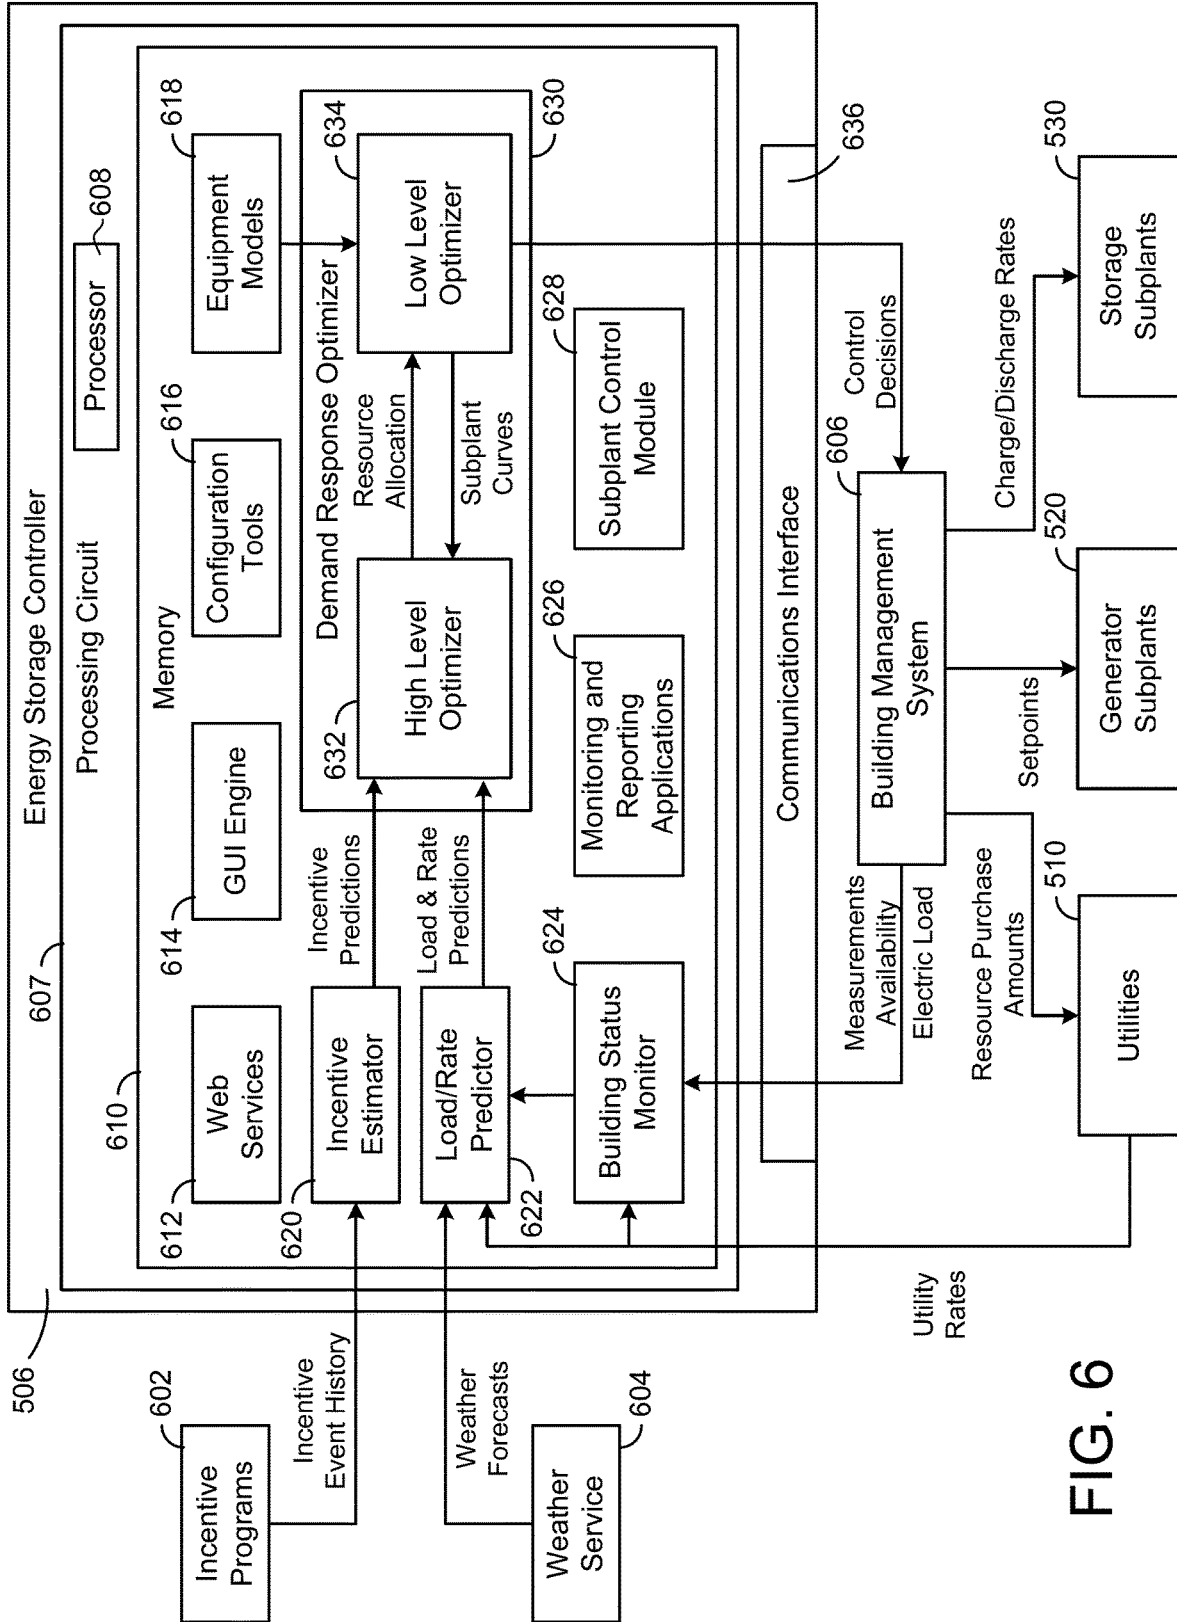 Energy Storage Controller
506
607
Processing Circuit
Processor
608
610
Memory
612
Web
Services
614
GUI Engine
616
Configuration
Tools
618
Equipment
Models
602
Incentive
Programs
Incentive
Event History
620
Incentive
Estimator
Incentive
Predictions
Demand Response Optimizer
630
632
High Level
Optimizer
Resource
Allocation
Subplant
Curves
634
Low Level
Optimizer
Weather
Forecasts
604
Weather
Service
622
Load/Rate
Predictor
Load & Rate
Predictions
624
Building Status
Monitor
626
Monitoring and
Reporting
Applications
628
Subplant Control
Module
Communications Interface
636
Measurements
Availability
Electric Load
606
Building Management
System
Control
Decisions
Utility
Rates
Resource Purchase
Amounts
Setpoints
Charge/Discharge Rates
510
Utilities
520
Generator
Subplants
530
Storage
Subplants
FIG. 6